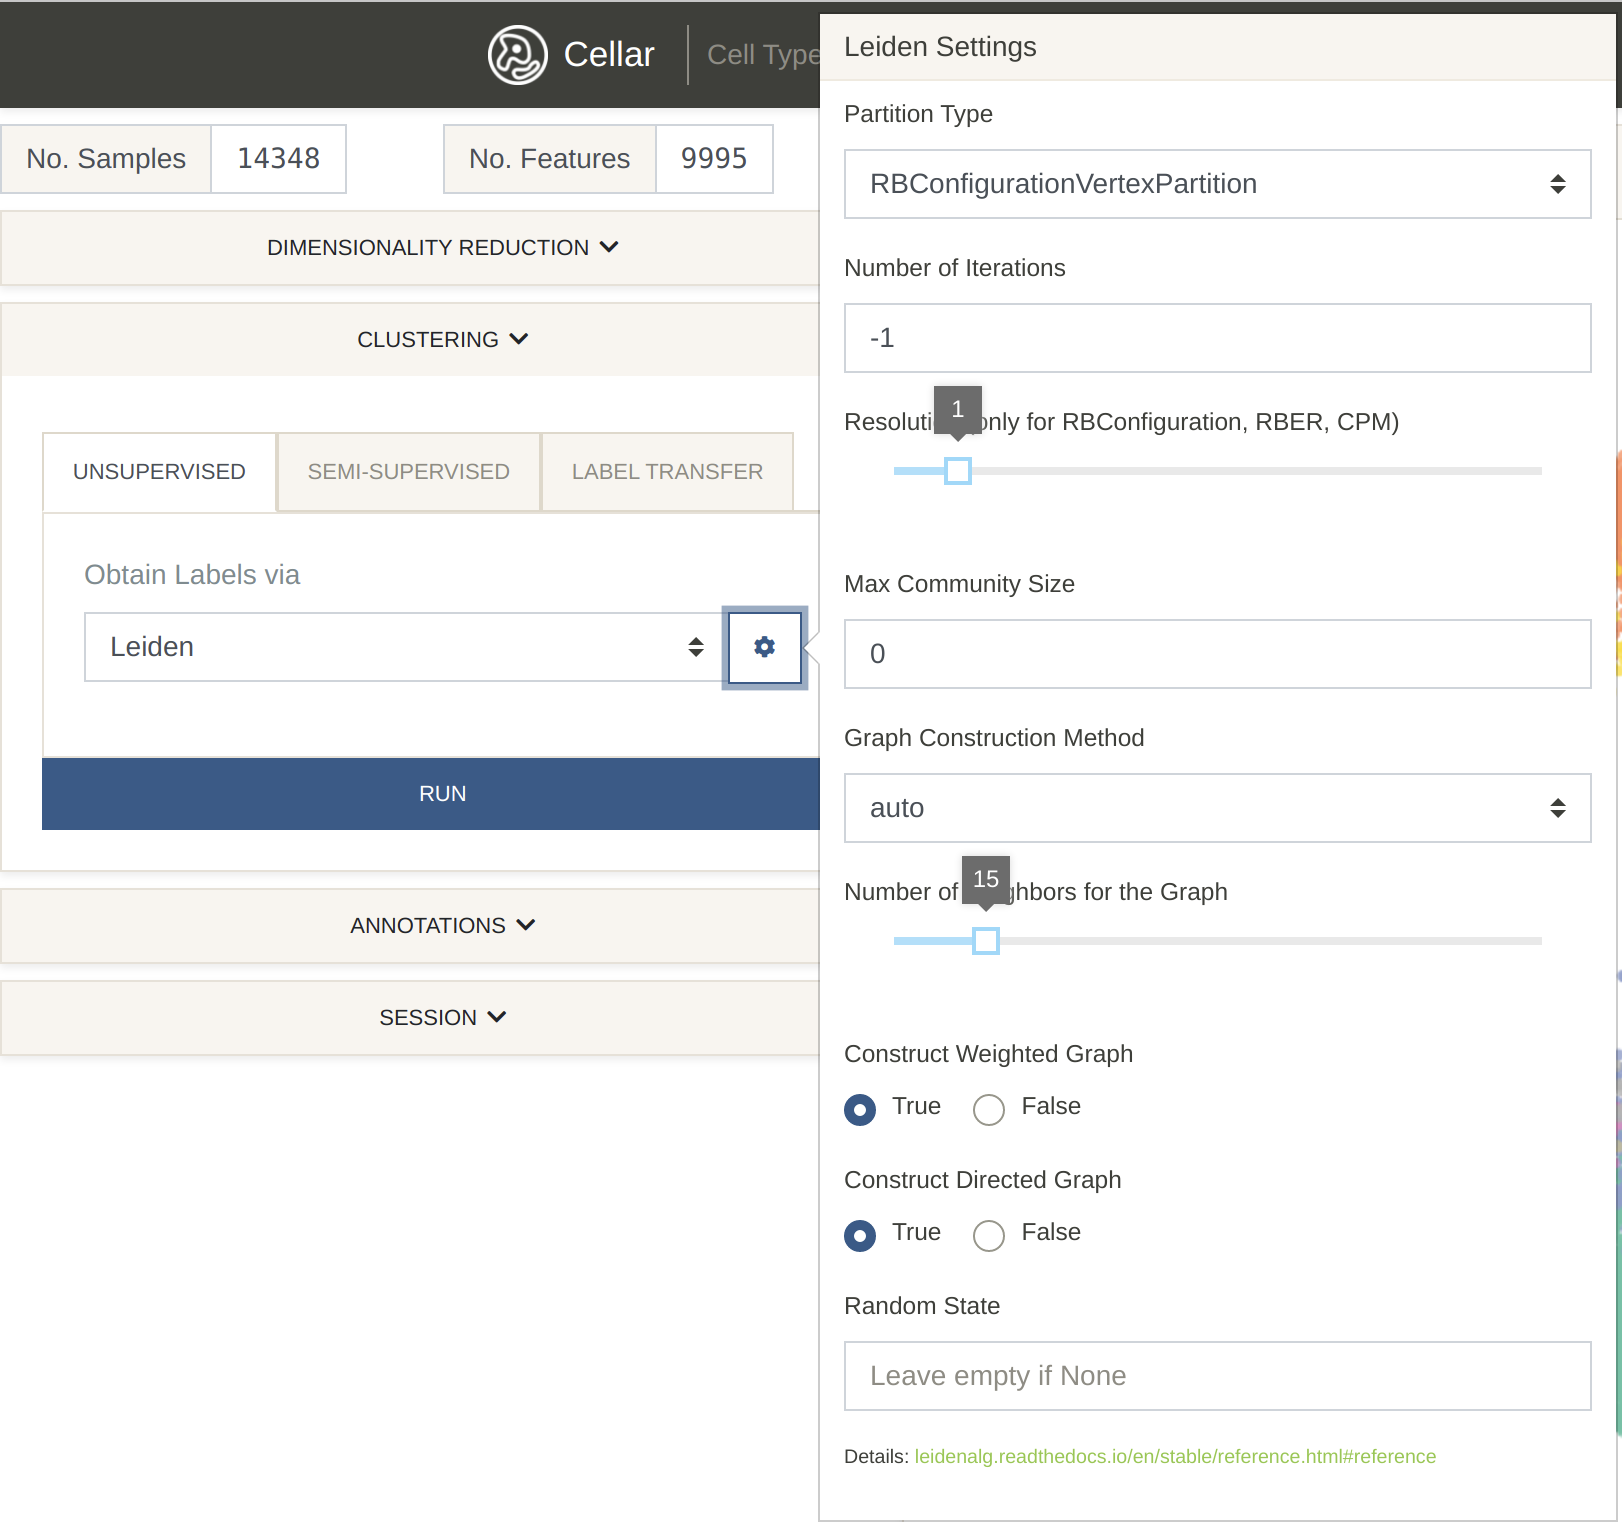 Cellar
Cell Type
No. Samples 14348 No. Features 9995
DIMENSIONALITY REDUCTION
CLUSTERING
UNSUPERVISED SEMI-SUPERVISED LABEL TRANSFER
Obtain Labels via
Leiden
RUN
ANNOTATIONS
SESSION
Leiden Settings
Partition Type
RBConfigurationVertexPartition
Number of Iterations
-1
1
only for RBConfiguration, RBER, CPM)
Max Community Size
0
Graph Construction Method
auto
15
Number of for the Graph
Construct Weighted Graph
True False
Construct Directed Graph
True False
Random State
Leave empty if None
Details: leidenalg.readthedocs.io/en/stable/reference.html#reference